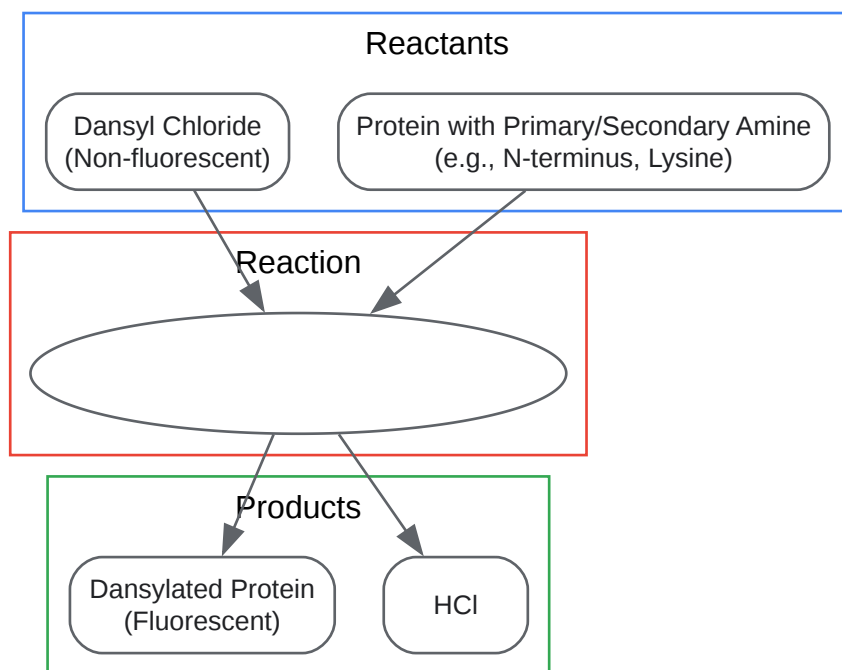 Reactants
Dansyl Chloride
(Non-fluorescent)
Protein with Primary/Secondary Amine
(e.g., N-terminus, Lysine)
Reaction
Products
Dansylated Protein
(Fluorescent)
HCl